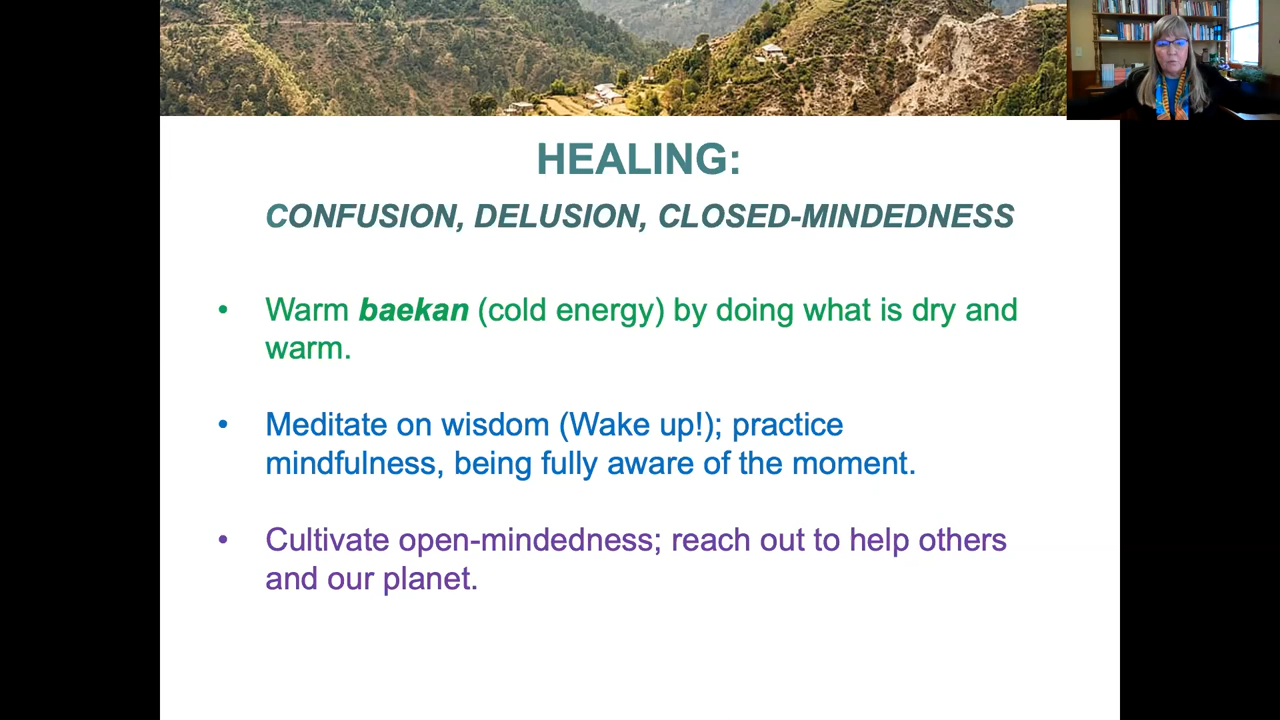 HEALING:
CONFUSION, DELUSION, CLOSED-MINDEDNESS
• Warm baekan (cold energy) by doing what is dry and
warm.
• Meditate on wisdom (Wake up!); practice
mindfulness, being fully aware of the moment.
• Cultivate open-mindedness; reach out to help others
and our planet.